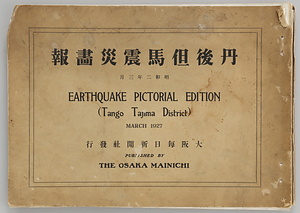 報畫災震馬但後丹
月三年二和昭
EARTHQUAKE PICTORIAL EDITION
(Tango Tajima District)
MARCH 1927
行發社聞新日每阪大
PUBLISHED BY
THE OSAKA MAINICHI